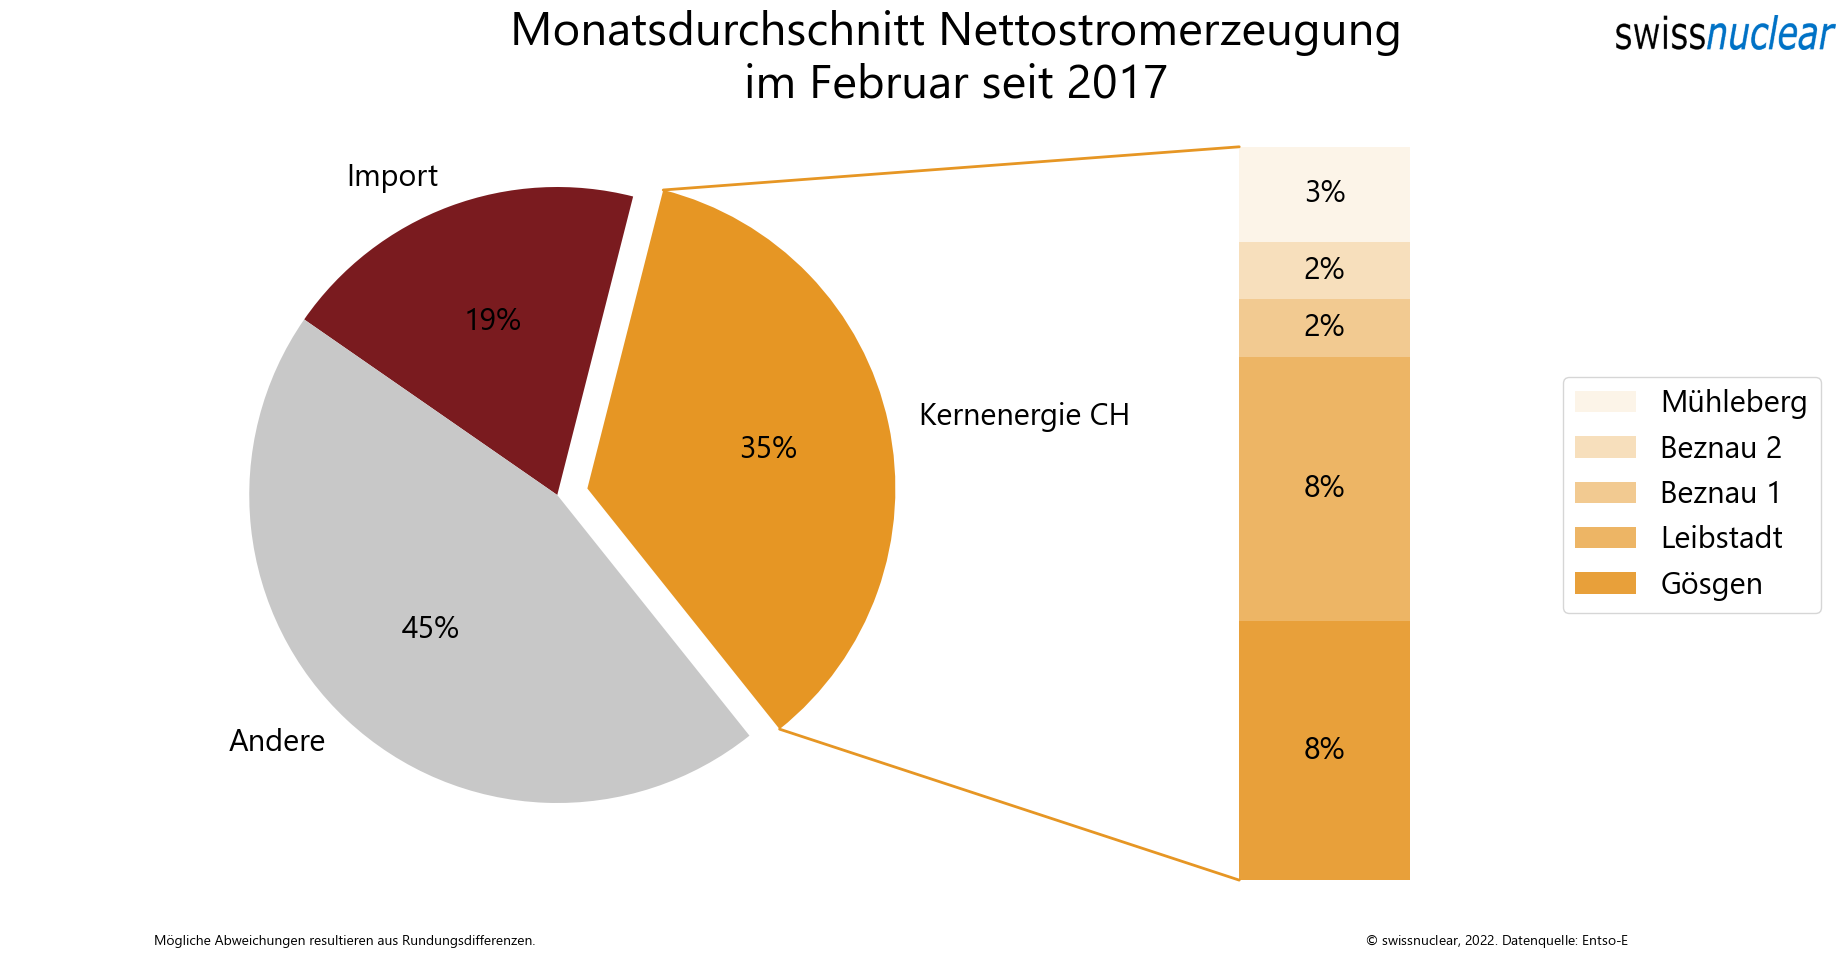 Monatsdurchschnitt Nettostromerzeugung
im Februar seit 2017
swissnuclear
Import
19%
Kernenergie CH
35%
45%
Andere
3%
2%
2%
8%
8%
Mühleberg
Beznau 2
Beznau 1
Leibstadt
Gösgen
Mögliche Abweichungen resultieren aus Rundungsdifferenzen.
© swissnuclear, 2022. Datenquelle: Entso-E